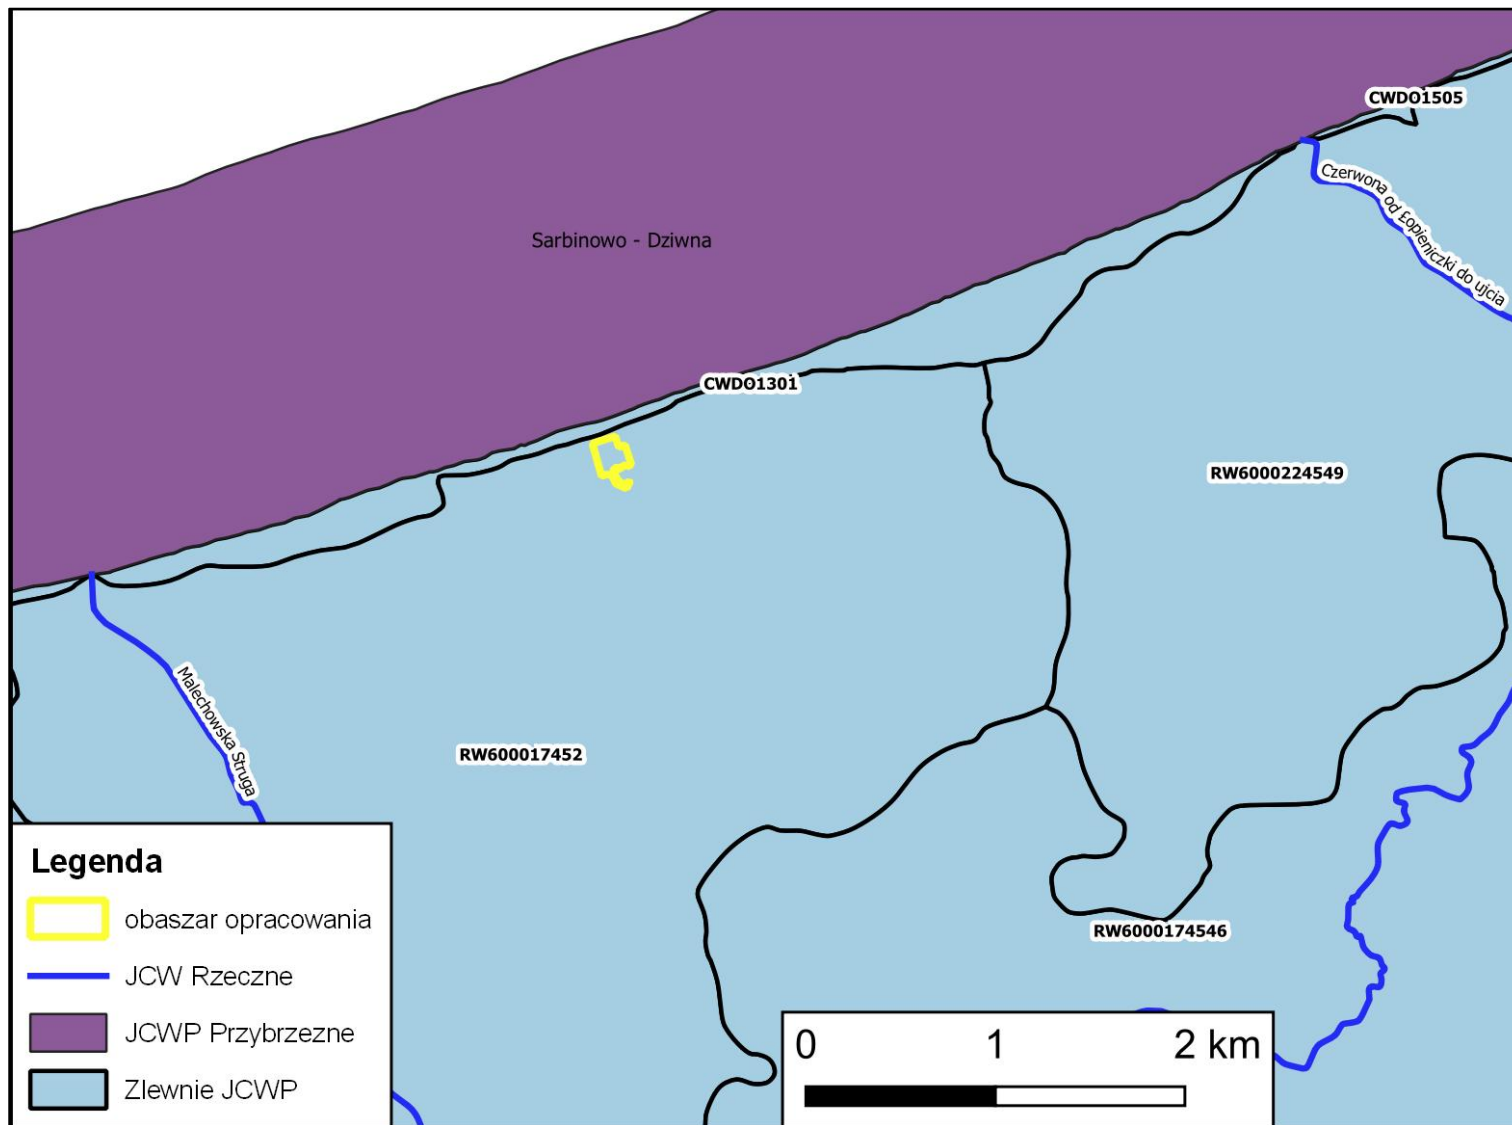 CWDO1505
Czerwona od Łopieniczki do ujcia
Sarbinowo - Dziwna
CWDO1301
RW6000224549
Malechowska Struga
RW600017452
RW6000174546
Legenda
obaszar opracowania
JCW Rzeczne
JCWP Przybrzezne
Zlewnie JCWP
0 1 2 km